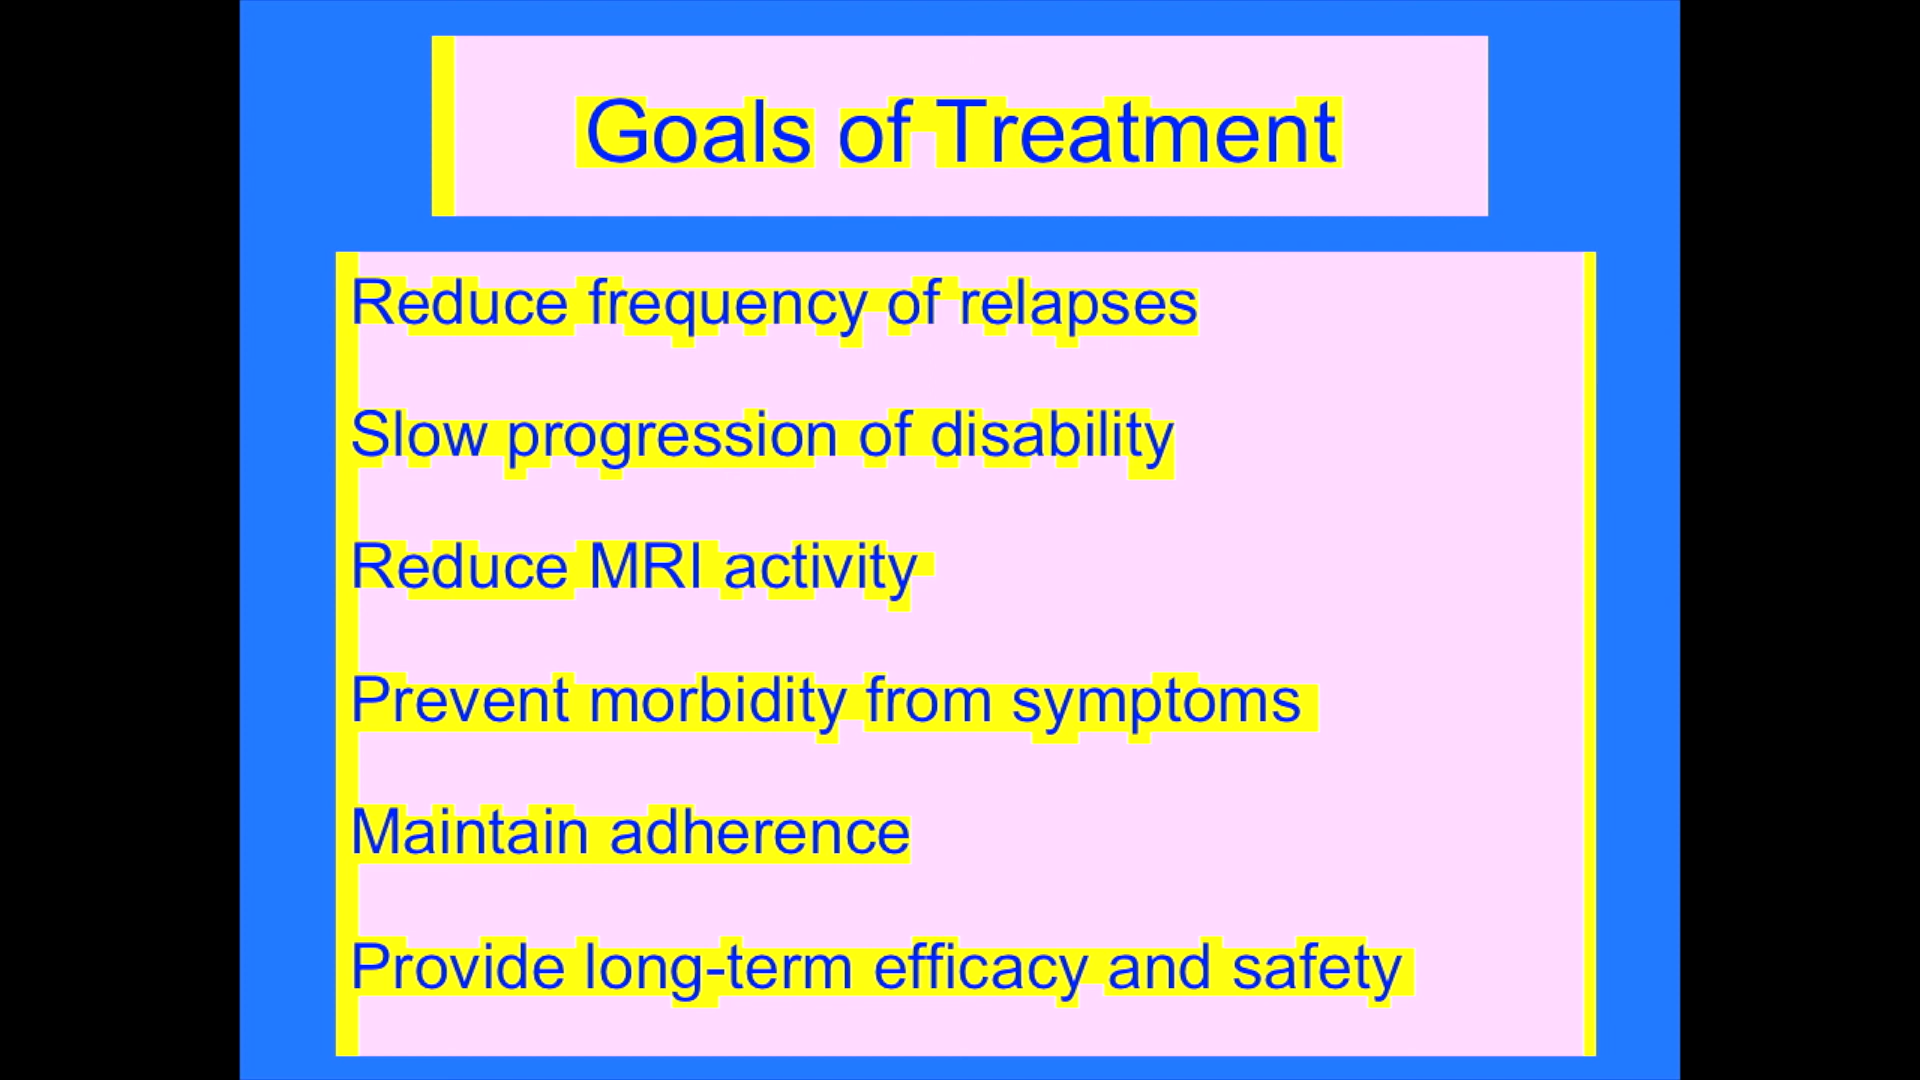 Goals of Treatment
Reduce frequency of relapses
Slow progression of disability
Reduce MRI activity
Prevent morbidity from symptoms
Maintain adherence
Provide long-term efficacy and safety